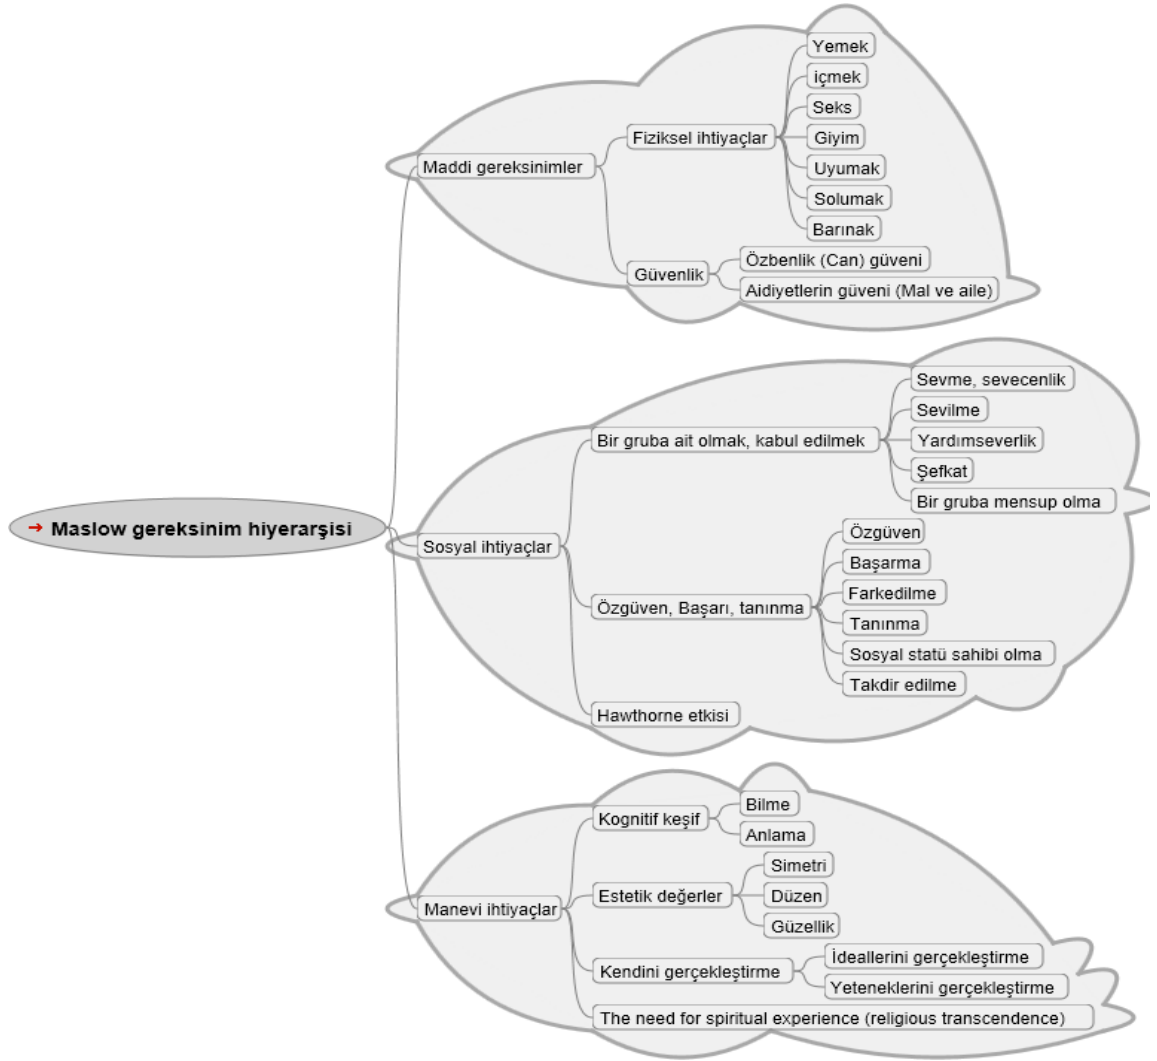 Yemek
içmek
Seks
Fiziksel ihtiyaçlar
Giyim
Maddi gereksinimler
Uyumak
Solumak
Barınak
Özbenlik (Can) güveni
Güvenlik
Aidiyetlerin güveni (Mal ve aile)
Sevme, sevecenlik
Sevilme
Bir gruba ait olmak, kabul edilmek
Yardımseverlik
Şefkat
Bir gruba mensup olma
→ Maslow gereksinim hiyerarşisi
Sosyal ihtiyaçlar
Özgüven
Başarma
Farkedilme
Özgüven, Başarı, tanınma
Tanınma
Sosyal statü sahibi olma
Takdir edilme
Hawthorne etkisi
Kognitif keşif
Bilme
Anlama
Simetri
Estetik değerler
Düzen
Manevi ihtiyaçlar
Güzellik
İdeallerini gerçekleştirme
Kendini gerçekleştirme
Yeteneklerini gerçekleştirme
The need for spiritual experience (religious transcendence)